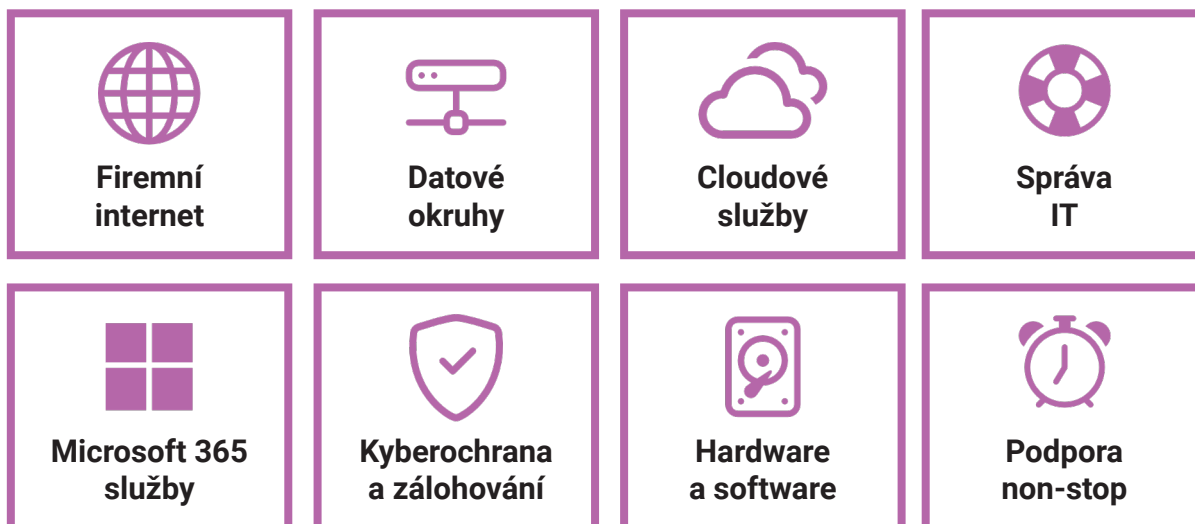 Firemní
internet
Datové
okruhy
Cloudové
služby
Správa
IT
Microsoft 365
služby
Kyberochrana
a zálohování
Hardware
a software
Podpora
non-stop